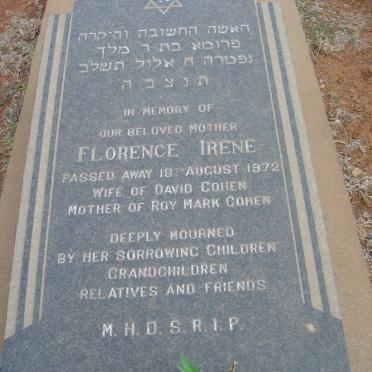 האשה החשובה והיקרה
פרומא בת ר מלך
נפטרה ח אלול תשלב
תנצבה
IN MEMORY OF
OUR BELOVED MOTHER
FLORENCE IRENE
PASSED AWAY 18TH AUGUST 1972
WIFE OF DAVID COHEN
MOTHER OF ROY MARK COHEN
DEEPLY MOURNED
BY HER SORROWING CHILDREN
GRANDCHILDREN
RELATIVES AND FRIENDS
M.H.D.S.R.I.P.